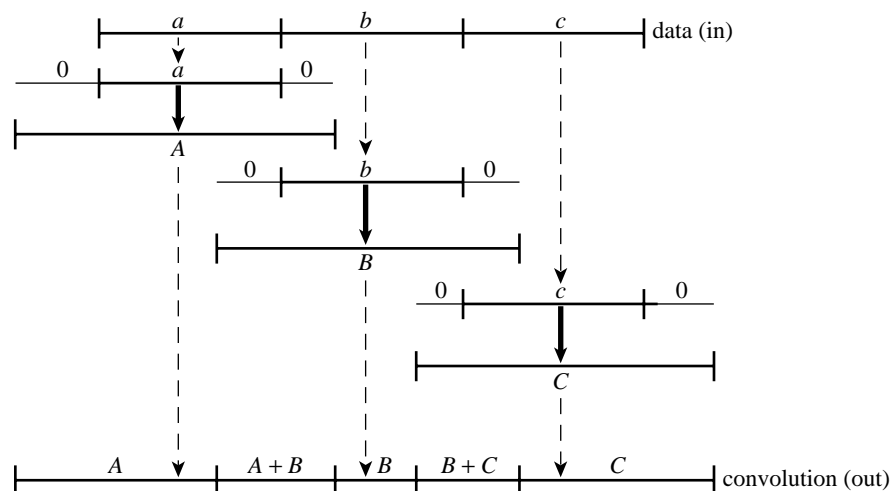 a b c data (in)
0 a 0
A
0 b 0
B
0 c 0
C
A A + B B B + C C convolution (out)